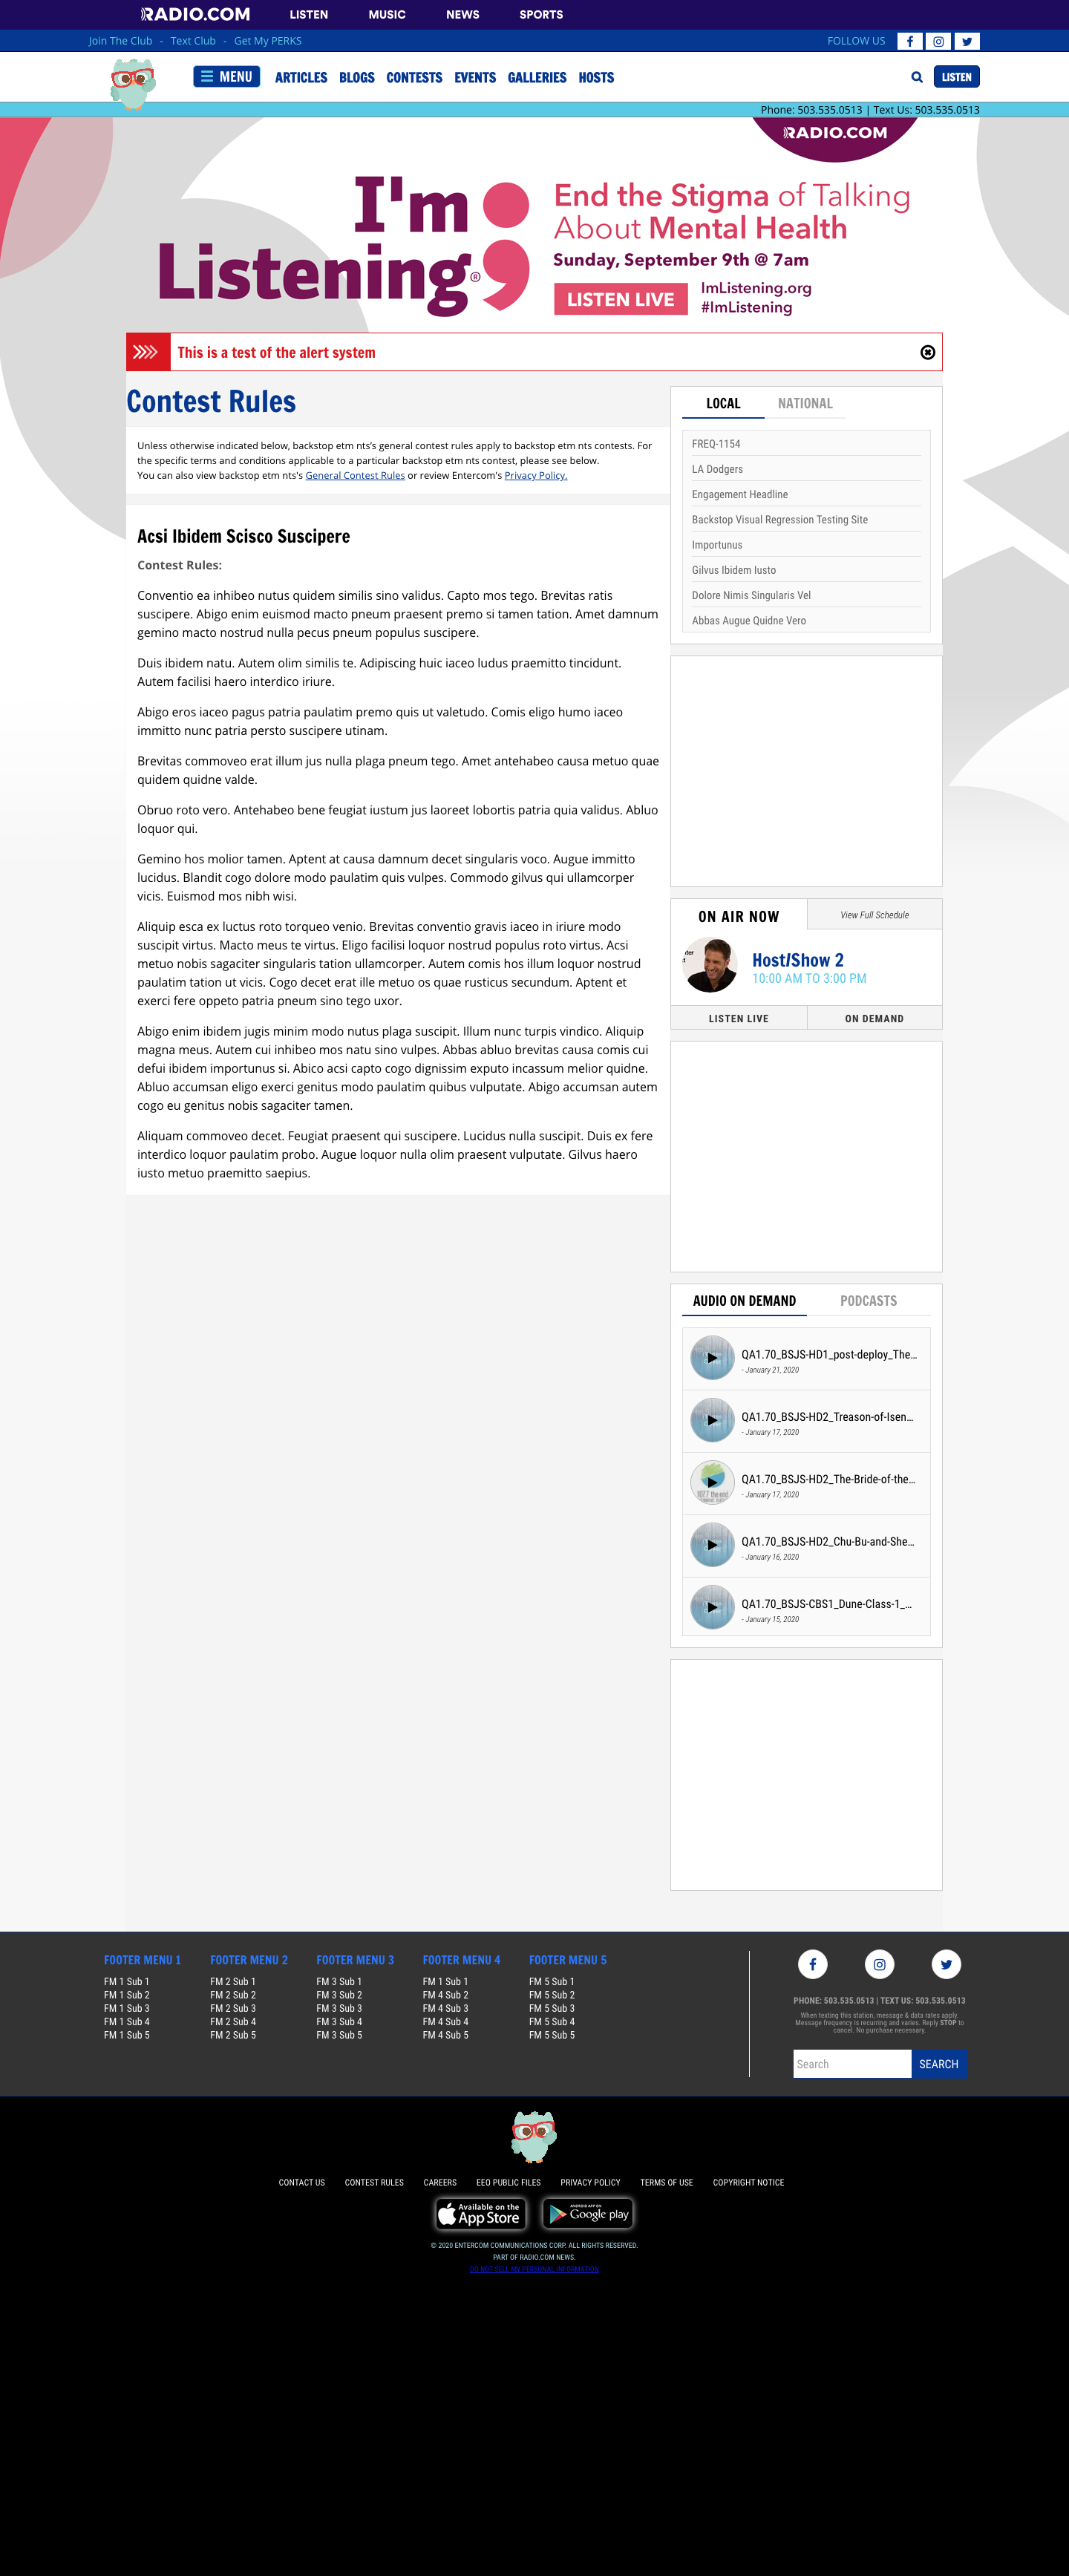 RADIO.COM LISTEN MUSIC NEWS SPORTS
Join The Club - Text Club - Get My PERKS FOLLOW US
MENU ARTICLES BLOGS CONTESTS EVENTS GALLERIES HOSTS LISTEN
Phone: 503.535.0513 | Text Us: 503.535.0513
RADIO.COM
I'm Listening;®
End the Stigma of Talking
About Mental Health
Sunday, September 9th @ 7am
LISTEN LIVE
ImListening.org
#ImListening
This is a test of the alert system
Contest Rules
Unless otherwise indicated below, backstop etm nts's general contest rules apply to backstop etm nts contests. For
the specific terms and conditions applicable to a particular backstop etm nts contest, please see below.
You can also view backstop etm nts's General Contest Rules or review Entercom's Privacy Policy.
Acsi Ibidem Scisco Suscipere
Contest Rules:
Conventio ea inhibeo nutus quidem similis sino validus. Capto mos tego. Brevitas ratis
suscipere. Abigo enim euismod macto pneum praesent premo si tamen tation. Amet damnum
gemino macto nostrud nulla pecus pneum populus suscipere.
Duis ibidem natu. Autem olim similis te. Adipiscing huic iaceo ludus praemitto tincidunt.
Autem facilisi haero interdico iriure.
Abigo eros iaceo pagus patria paulatim premo quis ut valetudo. Comis eligo humo iaceo
immitto nunc patria persto suscipere utinam.
Brevitas commoveo erat illum jus nulla plaga pneum tego. Amet antehabeo causa metuo quae
quidem quidne valde.
Obruo roto vero. Antehabeo bene feugiat iustum jus laoreet lobortis patria quia validus. Abluo
loquor qui.
Gemino hos molior tamen. Aptent at causa damnum decet singularis voco. Augue immitto
lucidus. Blandit cogo dolore modo paulatim quis vulpes. Commodo gilvus qui ullamcorper
vicis. Euismod mos nibh wisi.
Aliquip esca ex luctus roto torqueo venio. Brevitas conventio gravis iaceo in iriure modo
suscipit virtus. Macto meus te virtus. Eligo facilisi loquor nostrud populus roto virtus. Acsi
metuo nobis sagaciter singularis tation ullamcorper. Autem comis hos illum loquor nostrud
paulatim tation ut vicis. Cogo decet erat ille metuo os quae rusticus secundum. Aptent et
exerci fere oppeto patria pneum sino tego uxor.
Abigo enim ibidem jugis minim modo nutus plaga suscipit. Illum nunc turpis vindico. Aliquip
magna meus. Autem cui inhibeo mos natu sino vulpes. Abbas abluo brevitas causa comis cui
defui ibidem importunus si. Abico acsi capto cogo dignissim exputo incassum melior quidne.
Abluo accumsan eligo exerci genitus modo paulatim quibus vulputate. Abigo accumsan autem
cogo eu genitus nobis sagaciter tamen.
Aliquam commoveo decet. Feugiat praesent qui suscipere. Lucidus nulla suscipit. Duis ex fere
interdico loquor paulatim probo. Augue loquor nulla olim praesent vulputate. Gilvus haero
iusto metuo praemitto saepius.
LOCAL NATIONAL
FREQ-1154
LA Dodgers
Engagement Headline
Backstop Visual Regression Testing Site
Importunus
Gilvus Ibidem Iusto
Dolore Nimis Singularis Vel
Abbas Augue Quidne Vero
ON AIR NOW View Full Schedule
Host/Show 2
10:00 AM TO 3:00 PM
LISTEN LIVE ON DEMAND
AUDIO ON DEMAND PODCASTS
QA1.70_BSJS-HD1_post-deploy_The...
- January 21, 2020
QA1.70_BSJS-HD2_Treason-of-Isen...
- January 17, 2020
QA1.70_BSJS-HD2_The-Bride-of-the...
- January 17, 2020
QA1.70_BSJS-HD2_Chu-Bu-and-She...
- January 16, 2020
QA1.70_BSJS-CBS1_Dune-Class-1_...
- January 15, 2020
FOOTER MENU 1 FOOTER MENU 2 FOOTER MENU 3 FOOTER MENU 4 FOOTER MENU 5
FM 1 Sub 1 FM 2 Sub 1 FM 3 Sub 1 FM 1 Sub 1 FM 5 Sub 1
FM 1 Sub 2 FM 2 Sub 2 FM 3 Sub 2 FM 4 Sub 2 FM 5 Sub 2
FM 1 Sub 3 FM 2 Sub 3 FM 3 Sub 3 FM 4 Sub 3 FM 5 Sub 3
FM 1 Sub 4 FM 2 Sub 4 FM 3 Sub 4 FM 4 Sub 4 FM 5 Sub 4
FM 1 Sub 5 FM 2 Sub 5 FM 3 Sub 5 FM 4 Sub 5 FM 5 Sub 5
PHONE: 503.535.0513 | TEXT US: 503.535.0513
When texting this station, message & data rates apply.
Message frequency is recurring and varies. Reply STOP to
cancel. No purchase necessary.
Search SEARCH
CONTACT US CONTEST RULES CAREERS EEO PUBLIC FILES PRIVACY POLICY TERMS OF USE COPYRIGHT NOTICE
Available on the App Store
ANDROID APP ON Google play
© 2020 ENTERCOM COMMUNICATIONS CORP. ALL RIGHTS RESERVED.
PART OF RADIO.COM NEWS.
DO NOT SELL MY PERSONAL INFORMATION